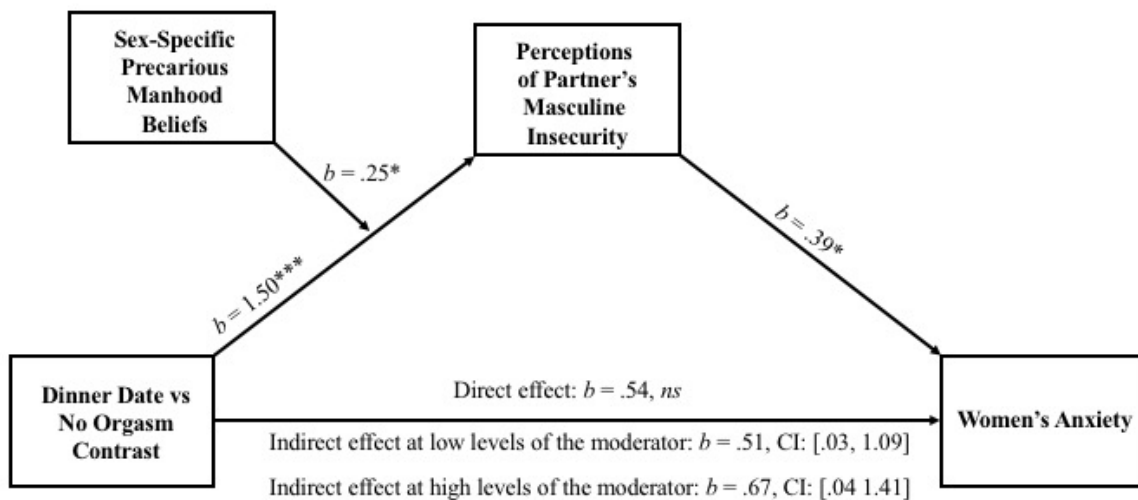 Sex-Specific
Precarious
Manhood
Beliefs
Perceptions
of Partner's
Masculine
Insecurity
b = .25*
b = 1.50***
b = .39*
Dinner Date vs
No Orgasm
Contrast
Direct effect: b = .54, ns
Women's Anxiety
Indirect effect at low levels of the moderator: b = .51, CI: [.03, 1.09]
Indirect effect at high levels of the moderator: b = .67, CI: [.04 1.41]